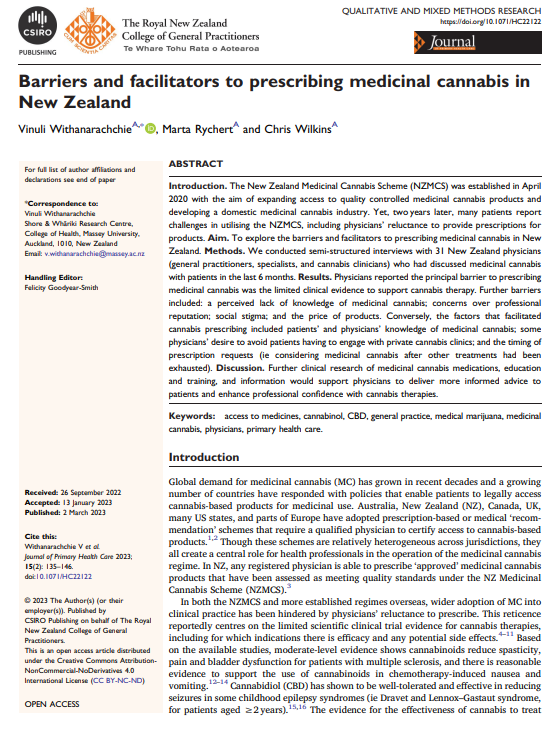 CSIRO
PUBLISHING
The Royal New Zealand
College of General Practitioners
Te Whare Tohu Rata o Aotearoa
QUALITATIVE AND MIXED METHODS RESEARCH
https://doi.org/10.1071/HC22122
Journal
Barriers and facilitators to prescribing medicinal cannabis in
New Zealand
Vinuli Withanarachchie^A,*, Marta Rychert^A and Chris Wilkins^A
For full list of author affiliations and
declarations see end of paper
*Correspondence to:
Vinuli Withanarachchie
Shore & Whāriki Research Centre,
College of Health, Massey University,
Auckland, 1010, New Zealand
Email: v.withanarachchie@massey.ac.nz
Handling Editor:
Felicity Goodyear-Smith
Received: 26 September 2022
Accepted: 13 January 2023
Published: 2 March 2023
Cite this:
Withanarachchie V et al.
Journal of Primary Health Care 2023;
15(2): 135–146.
doi:10.1071/HC22122
© 2023 The Author(s) (or their
employer(s)). Published by
CSIRO Publishing on behalf of The Royal
New Zealand College of General
Practitioners.
This is an open access article distributed
under the Creative Commons Attribution-
NonCommercial-NoDerivatives 4.0
International License (CC BY-NC-ND)
OPEN ACCESS
ABSTRACT
Introduction. The New Zealand Medicinal Cannabis Scheme (NZMCS) was established in April
2020 with the aim of expanding access to quality controlled medicinal cannabis products and
developing a domestic medicinal cannabis industry. Yet, two years later, many patients report
challenges in utilising the NZMCS, including physicians' reluctance to provide prescriptions for
products. Aim. To explore the barriers and facilitators to prescribing medicinal cannabis in New
Zealand. Methods. We conducted semi-structured interviews with 31 New Zealand physicians
(general practitioners, specialists, and cannabis clinicians) who had discussed medicinal cannabis
with patients in the last 6 months. Results. Physicians reported the principal barrier to prescribing
medicinal cannabis was the limited clinical evidence to support cannabis therapy. Further barriers
included: a perceived lack of knowledge of medicinal cannabis; concerns over professional
reputation; social stigma; and the price of products. Conversely, the factors that facilitated
cannabis prescribing included patients' and physicians' knowledge of medicinal cannabis; some
physicians' desire to avoid patients having to engage with private cannabis clinics; and the timing of
prescription requests (ie considering medicinal cannabis after other treatments had been
exhausted). Discussion. Further clinical research of medicinal cannabis medications, education
and training, and information would support physicians to deliver more informed advice to
patients and enhance professional confidence with cannabis therapies.
Keywords: access to medicines, cannabinol, CBD, general practice, medical marijuana, medicinal
cannabis, physicians, primary health care.
Introduction
Global demand for medicinal cannabis (MC) has grown in recent decades and a growing
number of countries have responded with policies that enable patients to legally access
cannabis-based products for medicinal use. Australia, New Zealand (NZ), Canada, UK,
many US states, and parts of Europe have adopted prescription-based or medical 'recom-
mendation' schemes that require a qualified physician to certify access to cannabis-based
products.1,2 Though these schemes are relatively heterogeneous across jurisdictions, they
all create a central role for health professionals in the operation of the medicinal cannabis
regime. In NZ, any registered physician is able to prescribe 'approved' medicinal cannabis
products that have been assessed as meeting quality standards under the NZ Medicinal
Cannabis Scheme (NZMCS).3
In both the NZMCS and more established regimes overseas, wider adoption of MC into
clinical practice has been hindered by physicians' reluctance to prescribe. This reticence
reportedly centres on the limited scientific clinical trial evidence for cannabis therapies,
including for which indications there is efficacy and any potential side effects.4–11 Based
on the available studies, moderate-level evidence shows cannabinoids reduce spasticity,
pain and bladder dysfunction for patients with multiple sclerosis, and there is reasonable
evidence to support the use of cannabinoids in chemotherapy-induced nausea and
vomiting.12–14 Cannabidiol (CBD) has shown to be well-tolerated and effective in reducing
seizures in some childhood epilepsy syndromes (ie Dravet and Lennox–Gastaut syndrome,
for patients aged ≥2 years).15,16 The evidence for the effectiveness of cannabis to treat